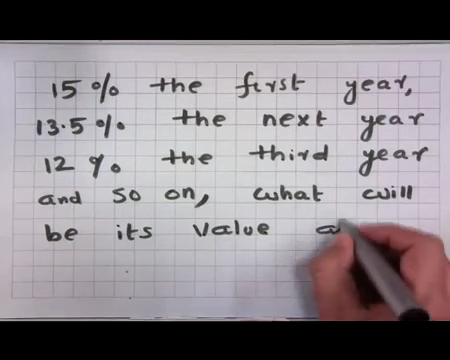 15% the first year,
13.5% the next year
12% the third year
and so on, what will
be its value a